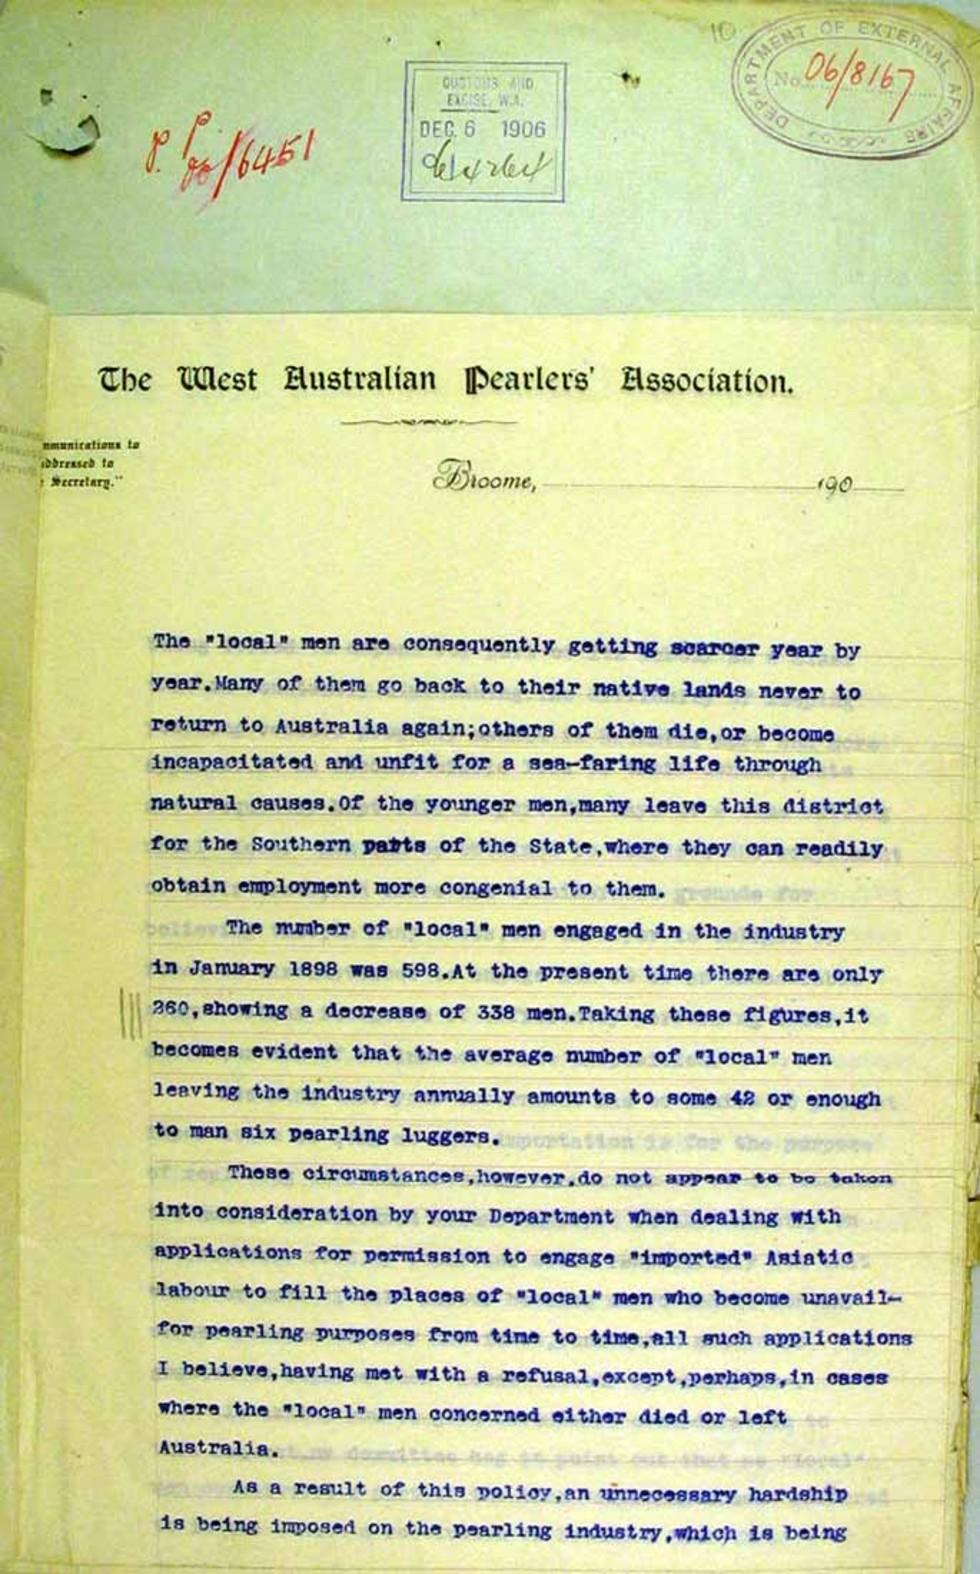 10
DEPARTMENT OF EXTERNAL AFFAIRS
No. 06/8167
CUSTOMS AND
EXCISE, W.A.
DEC. 6 1906
The West Australian Pearlers' Association.
mmunications to
ddressed to
Secretary."
Broome, 190
The "local" men are consequently getting scarcer year by
year.Many of them go back to their native lands never to
return to Australia again;others of them die,or become
incapacitated and unfit for a sea-faring life through
natural causes.Of the younger men,many leave this district
for the Southern parts of the State,where they can readily
obtain employment more congenial to them.
The number of "local" men engaged in the industry
in January 1898 was 598.At the present time there are only
260,showing a decrease of 338 men.Taking these figures,it
becomes evident that the average number of "local" men
leaving the industry annually amounts to some 42 or enough
to man six pearling luggers.
These circumstances,however,do not appear to be taken
into consideration by your Department when dealing with
applications for permission to engage "imported" Asiatic
labour to fill the places of "local" men who become unavail-
for pearling purposes from time to time,all such applications
I believe,having met with a refusal,except,perhaps,in cases
where the "local" men concerned either died or left
Australia.
As a result of this policy,an unnecessary hardship
is being imposed on the pearling industry,which is being